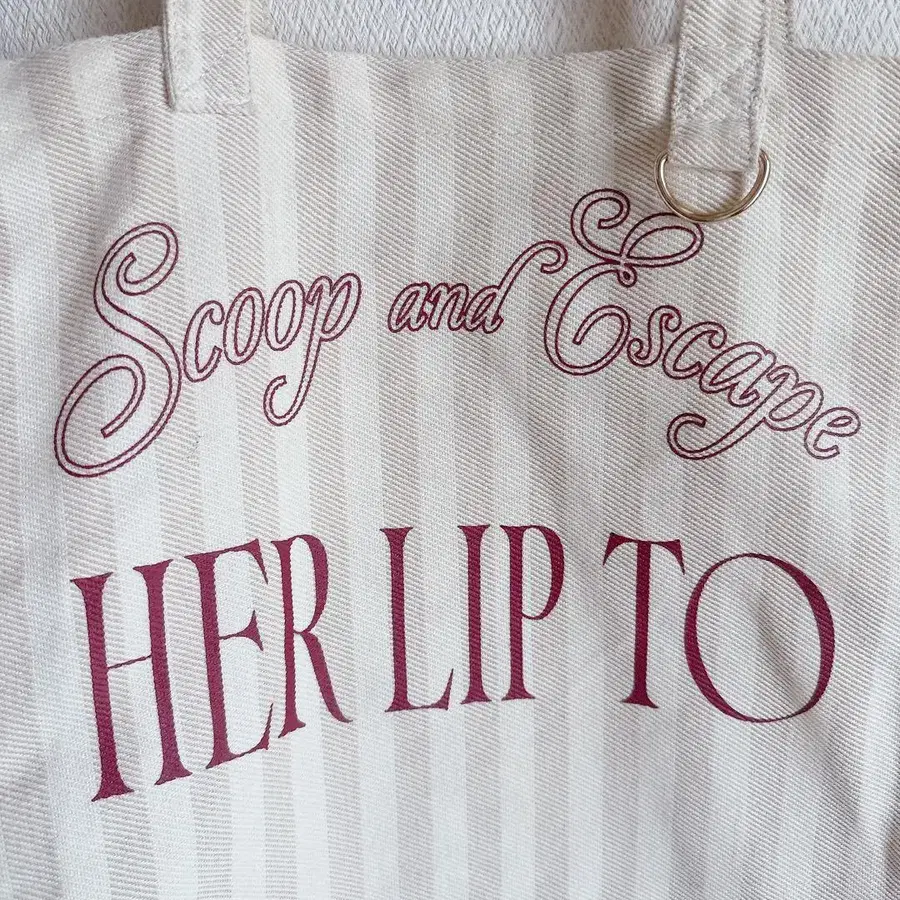 Scoop and Escape
HER LIP TO